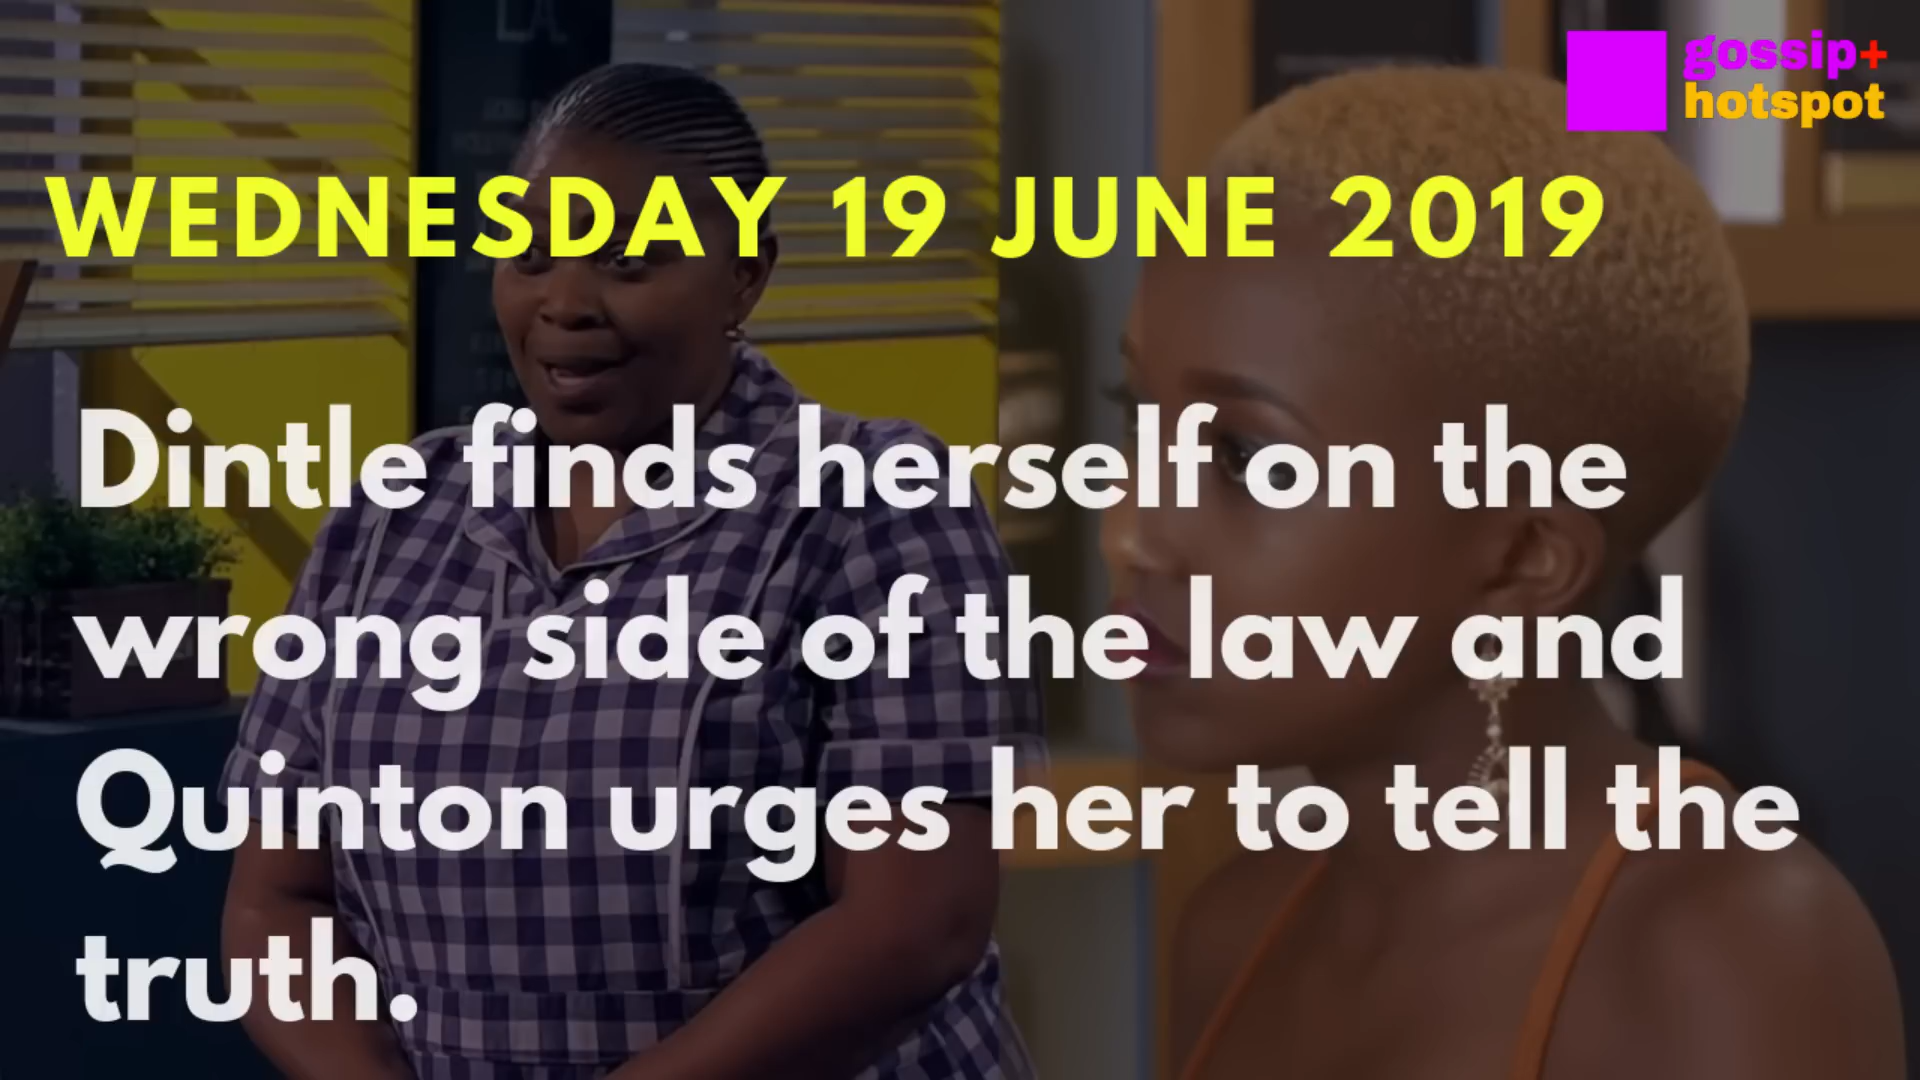 gossip+
hotspot
WEDNESDAY 19 JUNE 2019
Dintle finds herself on the
wrong side of the law and
Quinton urges her to tell the
truth.